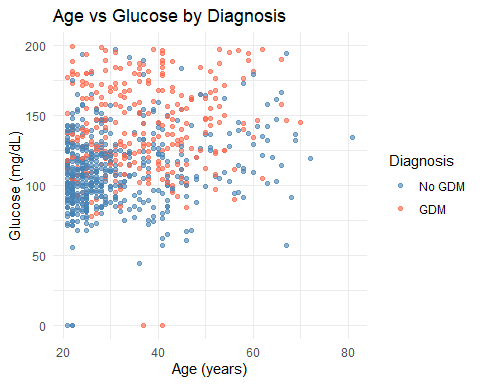 Age vs Glucose by Diagnosis
200
150
100
50
0
Glucose (mg/dL)
20
40
60
80
Age (years)
Diagnosis
No GDM
GDM